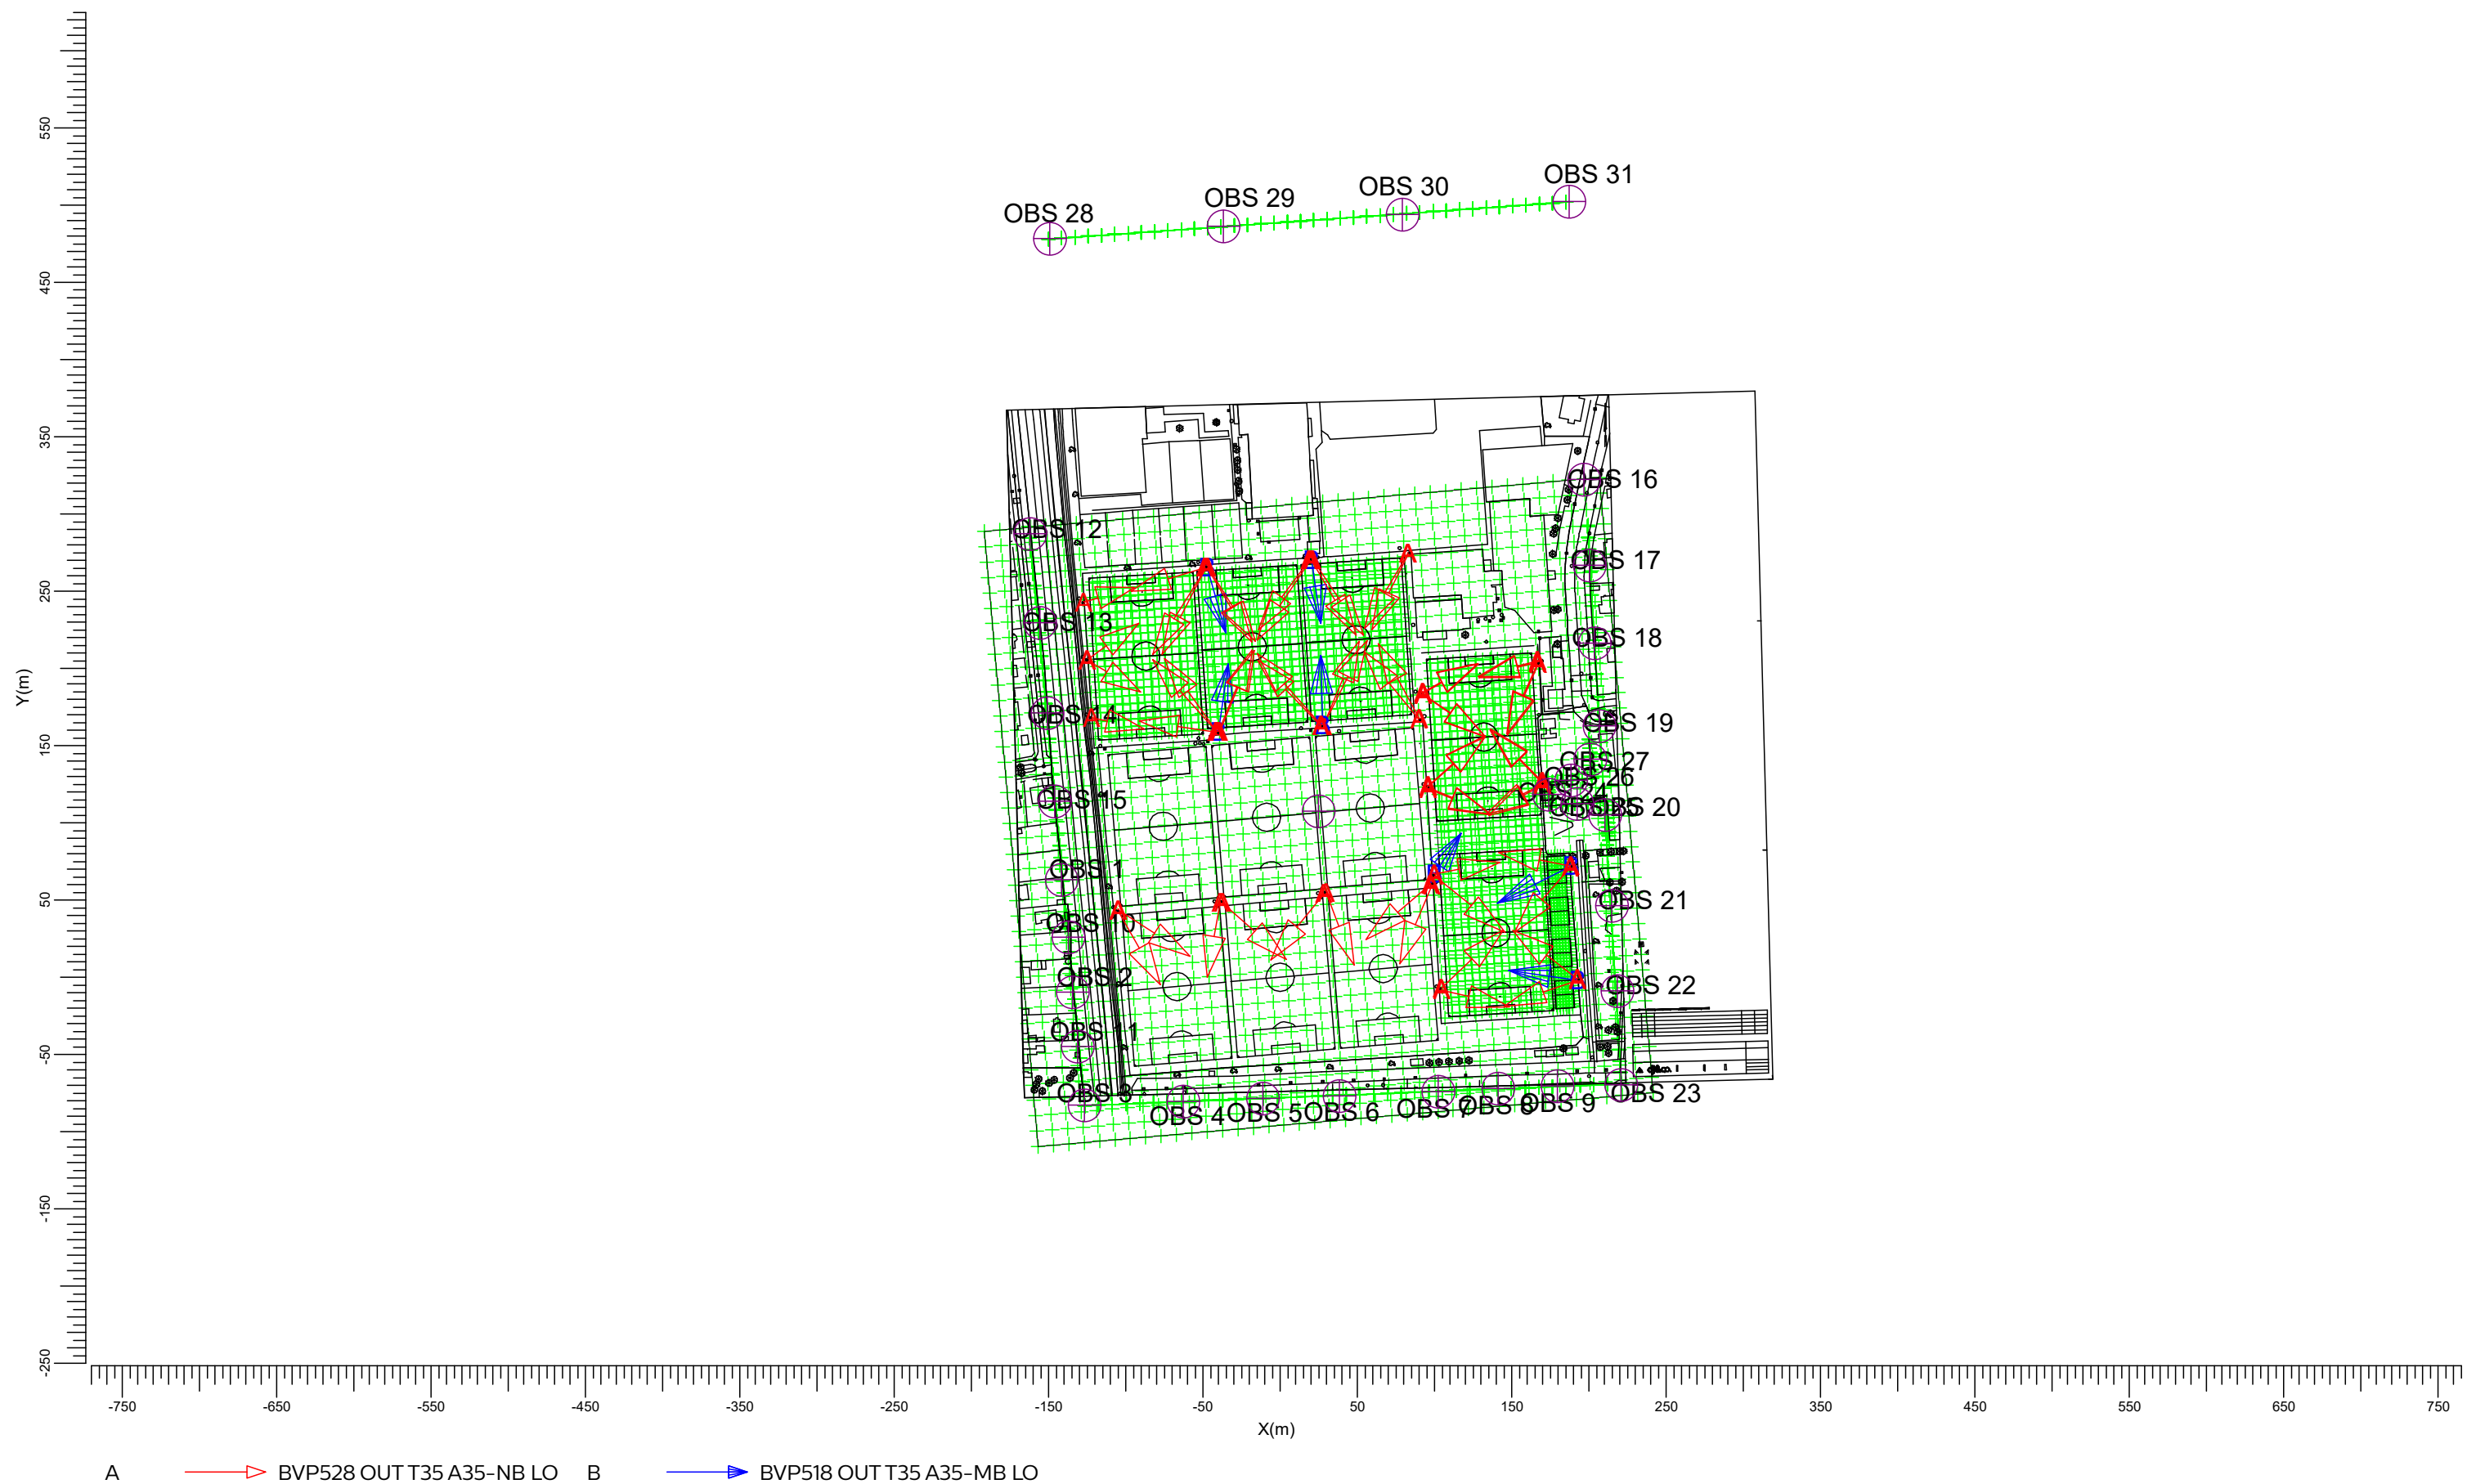 OBS 31
OBS 30
OBS 29
OBS 28
OBS 16
OBS 12
OBS 17
OBS 13
OBS 18
OBS 14
OBS 19
OBS 27
OBS 26
OBS 15
OBS 20
OBS 1
OBS 21
OBS 10
OBS 2
OBS 22
OBS 11
OBS 3
OBS 23
OBS 4
OBS 5
OBS 6
OBS 7
OBS 8
OBS 9
550
450
350
250
150
50
-50
-150
-250
Y(m)
-750 -650 -550 -450 -350 -250 -150 -50 50 150 250 350 450 550 650 750
X(m)
A BVP528 OUT T35 A35-NB LO B BVP518 OUT T35 A35-MB LO